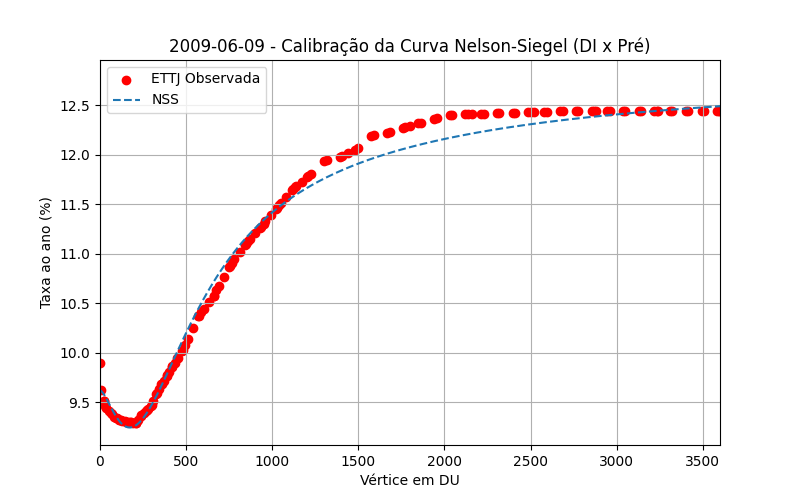 2009-06-09 - Calibração da Curva Nelson-Siegel (DI x Pré)
ETTJ Observada
NSS
Taxa ao ano (%)
12.5
12.0
11.5
11.0
10.5
10.0
9.5
0 500 1000 1500 2000 2500 3000 3500
Vértice em DU